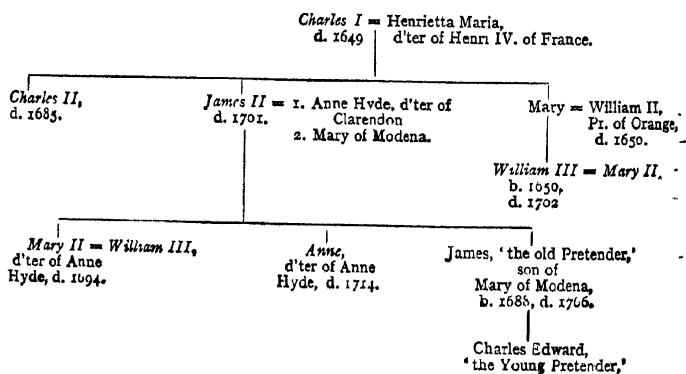 Charles I = Henrietta Maria,
d. 1649 d'ter of Henri IV. of France.
Charles II,
d. 1685.
James II = 1. Anne Hyde, d'ter of
d. 1701. Clarendon
2. Mary of Modena.
Mary = William II,
Pr. of Orange,
d. 1650.
William III = Mary II.
b. 1650,
d. 1702
Mary II = William III,
d'ter of Anne
Hyde, d. 1694.
Anne,
d'ter of Anne
Hyde, d. 1714.
James, 'the old Pretender,'
son of
Mary of Modena,
b. 1688, d. 1766.
Charles Edward,
'the Young Pretender,'